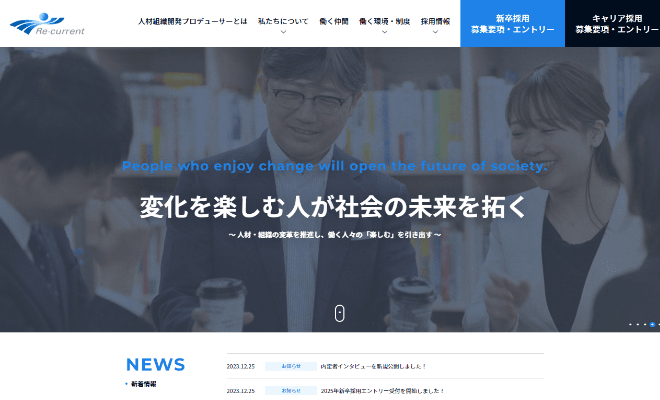 Re-current
人材組織開発プロデューサーとは
私たちについて
働く仲間
働く環境・制度
採用情報
新卒採用
募集要項・エントリー
キャリア採用
募集要項・エントリー
People who enjoy change will open the future of society.
変化を楽しむ人が社会の未来を拓く
～ 人材・組織の変革を推進し、働く人々の「楽しむ」を引き出す ～
NEWS
新着情報
2023.12.25 お知らせ 内定者インタビューを新規公開しました！
2023.12.25 お知らせ 2025年新卒採用エントリー受付を開始しました！